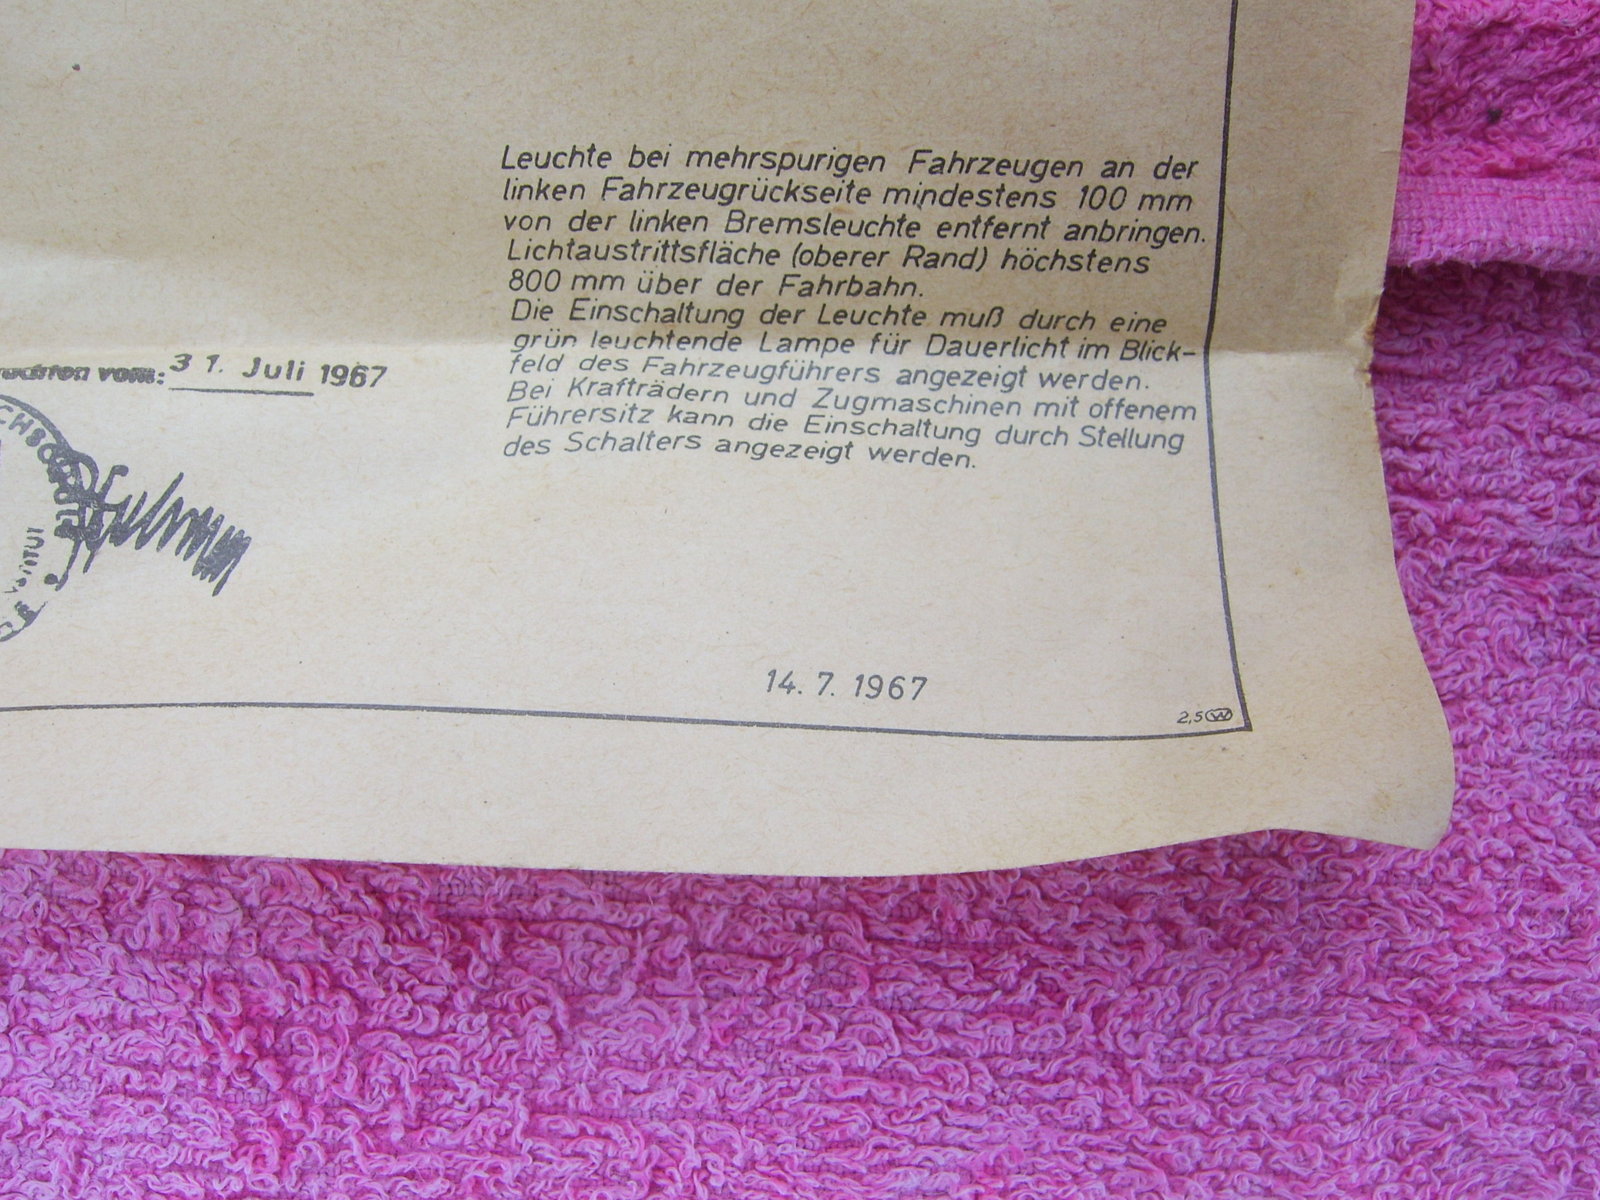 Leuchte bei mehrspurigen Fahrzeugen an der
linken Fahrzeugrückseite mindestens 100 mm
von der linken Bremsleuchte entfernt anbringen.
Lichtaustrittsfläche (oberer Rand) höchstens
800 mm über der Fahrbahn.
Die Einschaltung der Leuchte muß durch eine
grün leuchtende Lampe für Dauerlicht im Blick-
feld des Fahrzeugführers angezeigt werden.
Bei Krafträdern und Zugmaschinen mit offenem
Führersitz kann die Einschaltung durch Stellung
des Schalters angezeigt werden.
vom: 31. Juli 1967
14. 7. 1967
2,5 W